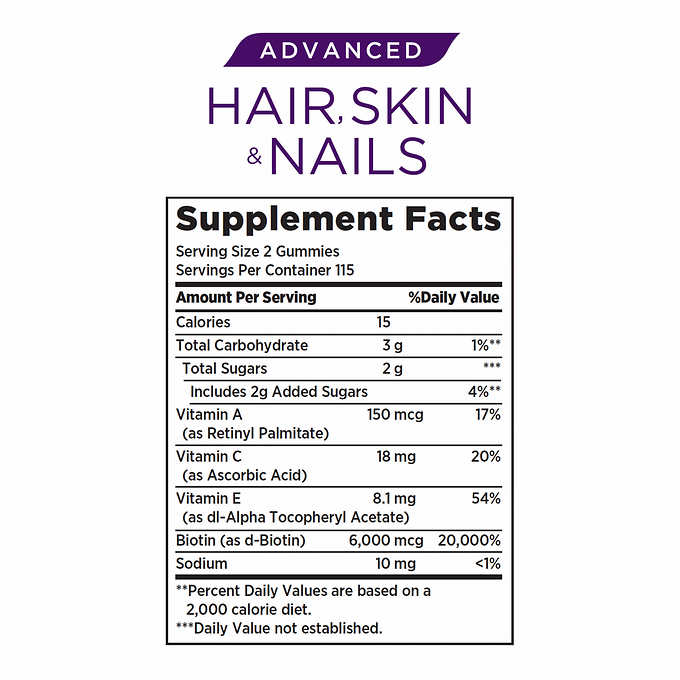 ADVANCED
HAIR, SKIN
& NAILS
Supplement Facts
Serving Size 2 Gummies
Servings Per Container 115
Amount Per Serving %Daily Value
Calories 15
Total Carbohydrate 3 g 1%**
Total Sugars 2 g ***
Includes 2g Added Sugars 4%**
Vitamin A 150 mcg 17%
(as Retinyl Palmitate)
Vitamin C 18 mg 20%
(as Ascorbic Acid)
Vitamin E 8.1 mg 54%
(as dl-Alpha Tocopheryl Acetate)
Biotin (as d-Biotin) 6,000 mcg 20,000%
Sodium 10 mg <1%
**Percent Daily Values are based on a
2,000 calorie diet.
***Daily Value not established.